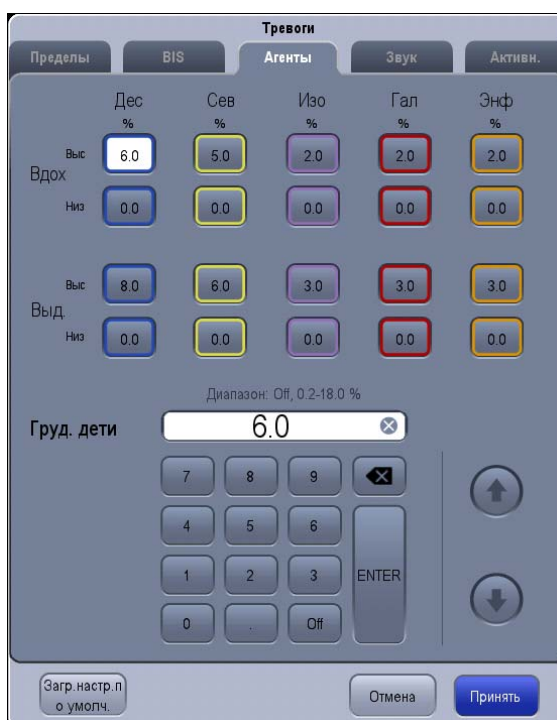 Тревоги
Пределы BIS Агенты Звук Активн.
Дес Сев Изо Гал Энф
% % % % %
Вдох
Выс 6.0 5.0 2.0 2.0 2.0
Низ 0.0 0.0 0.0 0.0 0.0
Выд.
Выс 8.0 6.0 3.0 3.0 3.0
Низ 0.0 0.0 0.0 0.0 0.0
Диапазон: Off, 0.2-18.0 %
Груд. дети 6.0
7 8 9
4 5 6
1 2 3 ENTER
0 . Off
Загр.настр.п
о умолч.
Отмена Принять